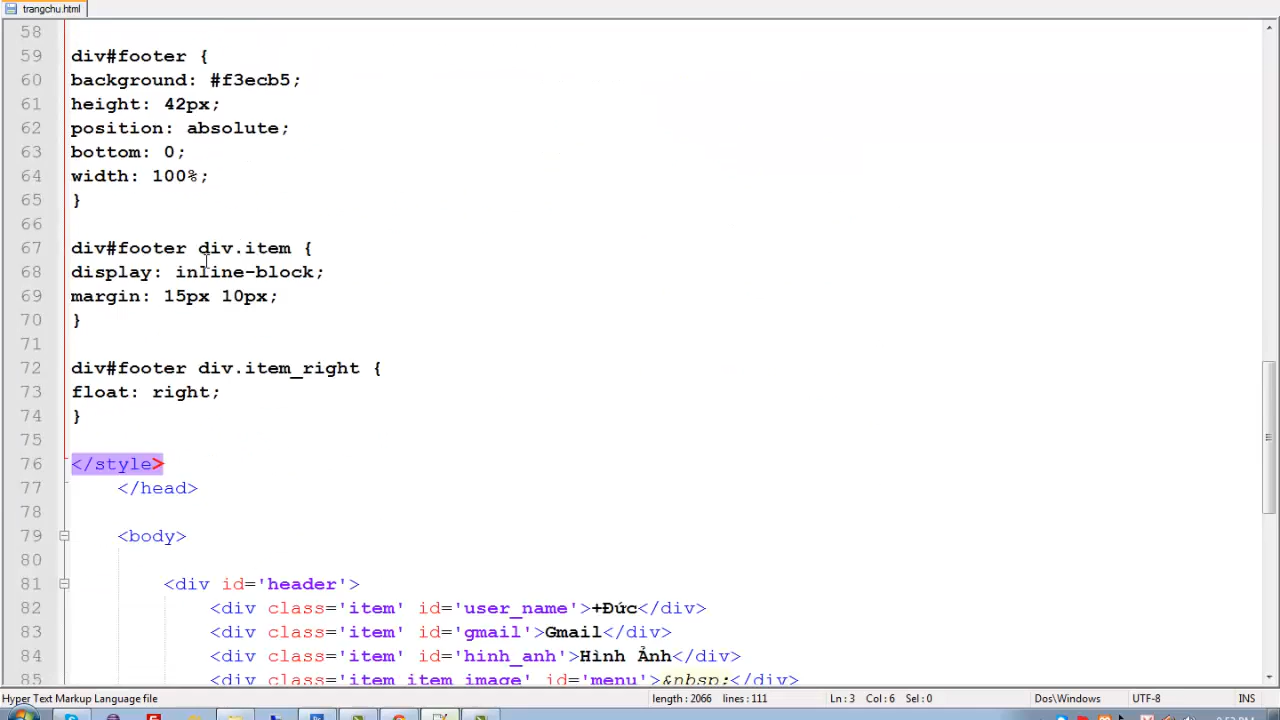 trangchu.html
58
59 div#footer {
60 background: #f3ecb5;
61 height: 42px;
62 position: absolute;
63 bottom: 0;
64 width: 100%;
65 }
66
67 div#footer div.item {
68 display: inline-block;
69 margin: 15px 10px;
70 }
71
72 div#footer div.item_right {
73 float: right;
74 }
75
76 </style>
77 </head>
78
79 <body>
80
81 <div id='header'>
82 <div class='item' id='user_name'>+Đức</div>
83 <div class='item' id='gmail'>Gmail</div>
84 <div class='item' id='hinh_anh'>Hình Ảnh</div>
85 <div class='item item_image' id='menu'>&nbsp;</div>
Hyper Text Markup Language file length : 2066 lines : 111 Ln : 3 Col : 6 Sel : 0 Dos\Windows UTF-8 INS